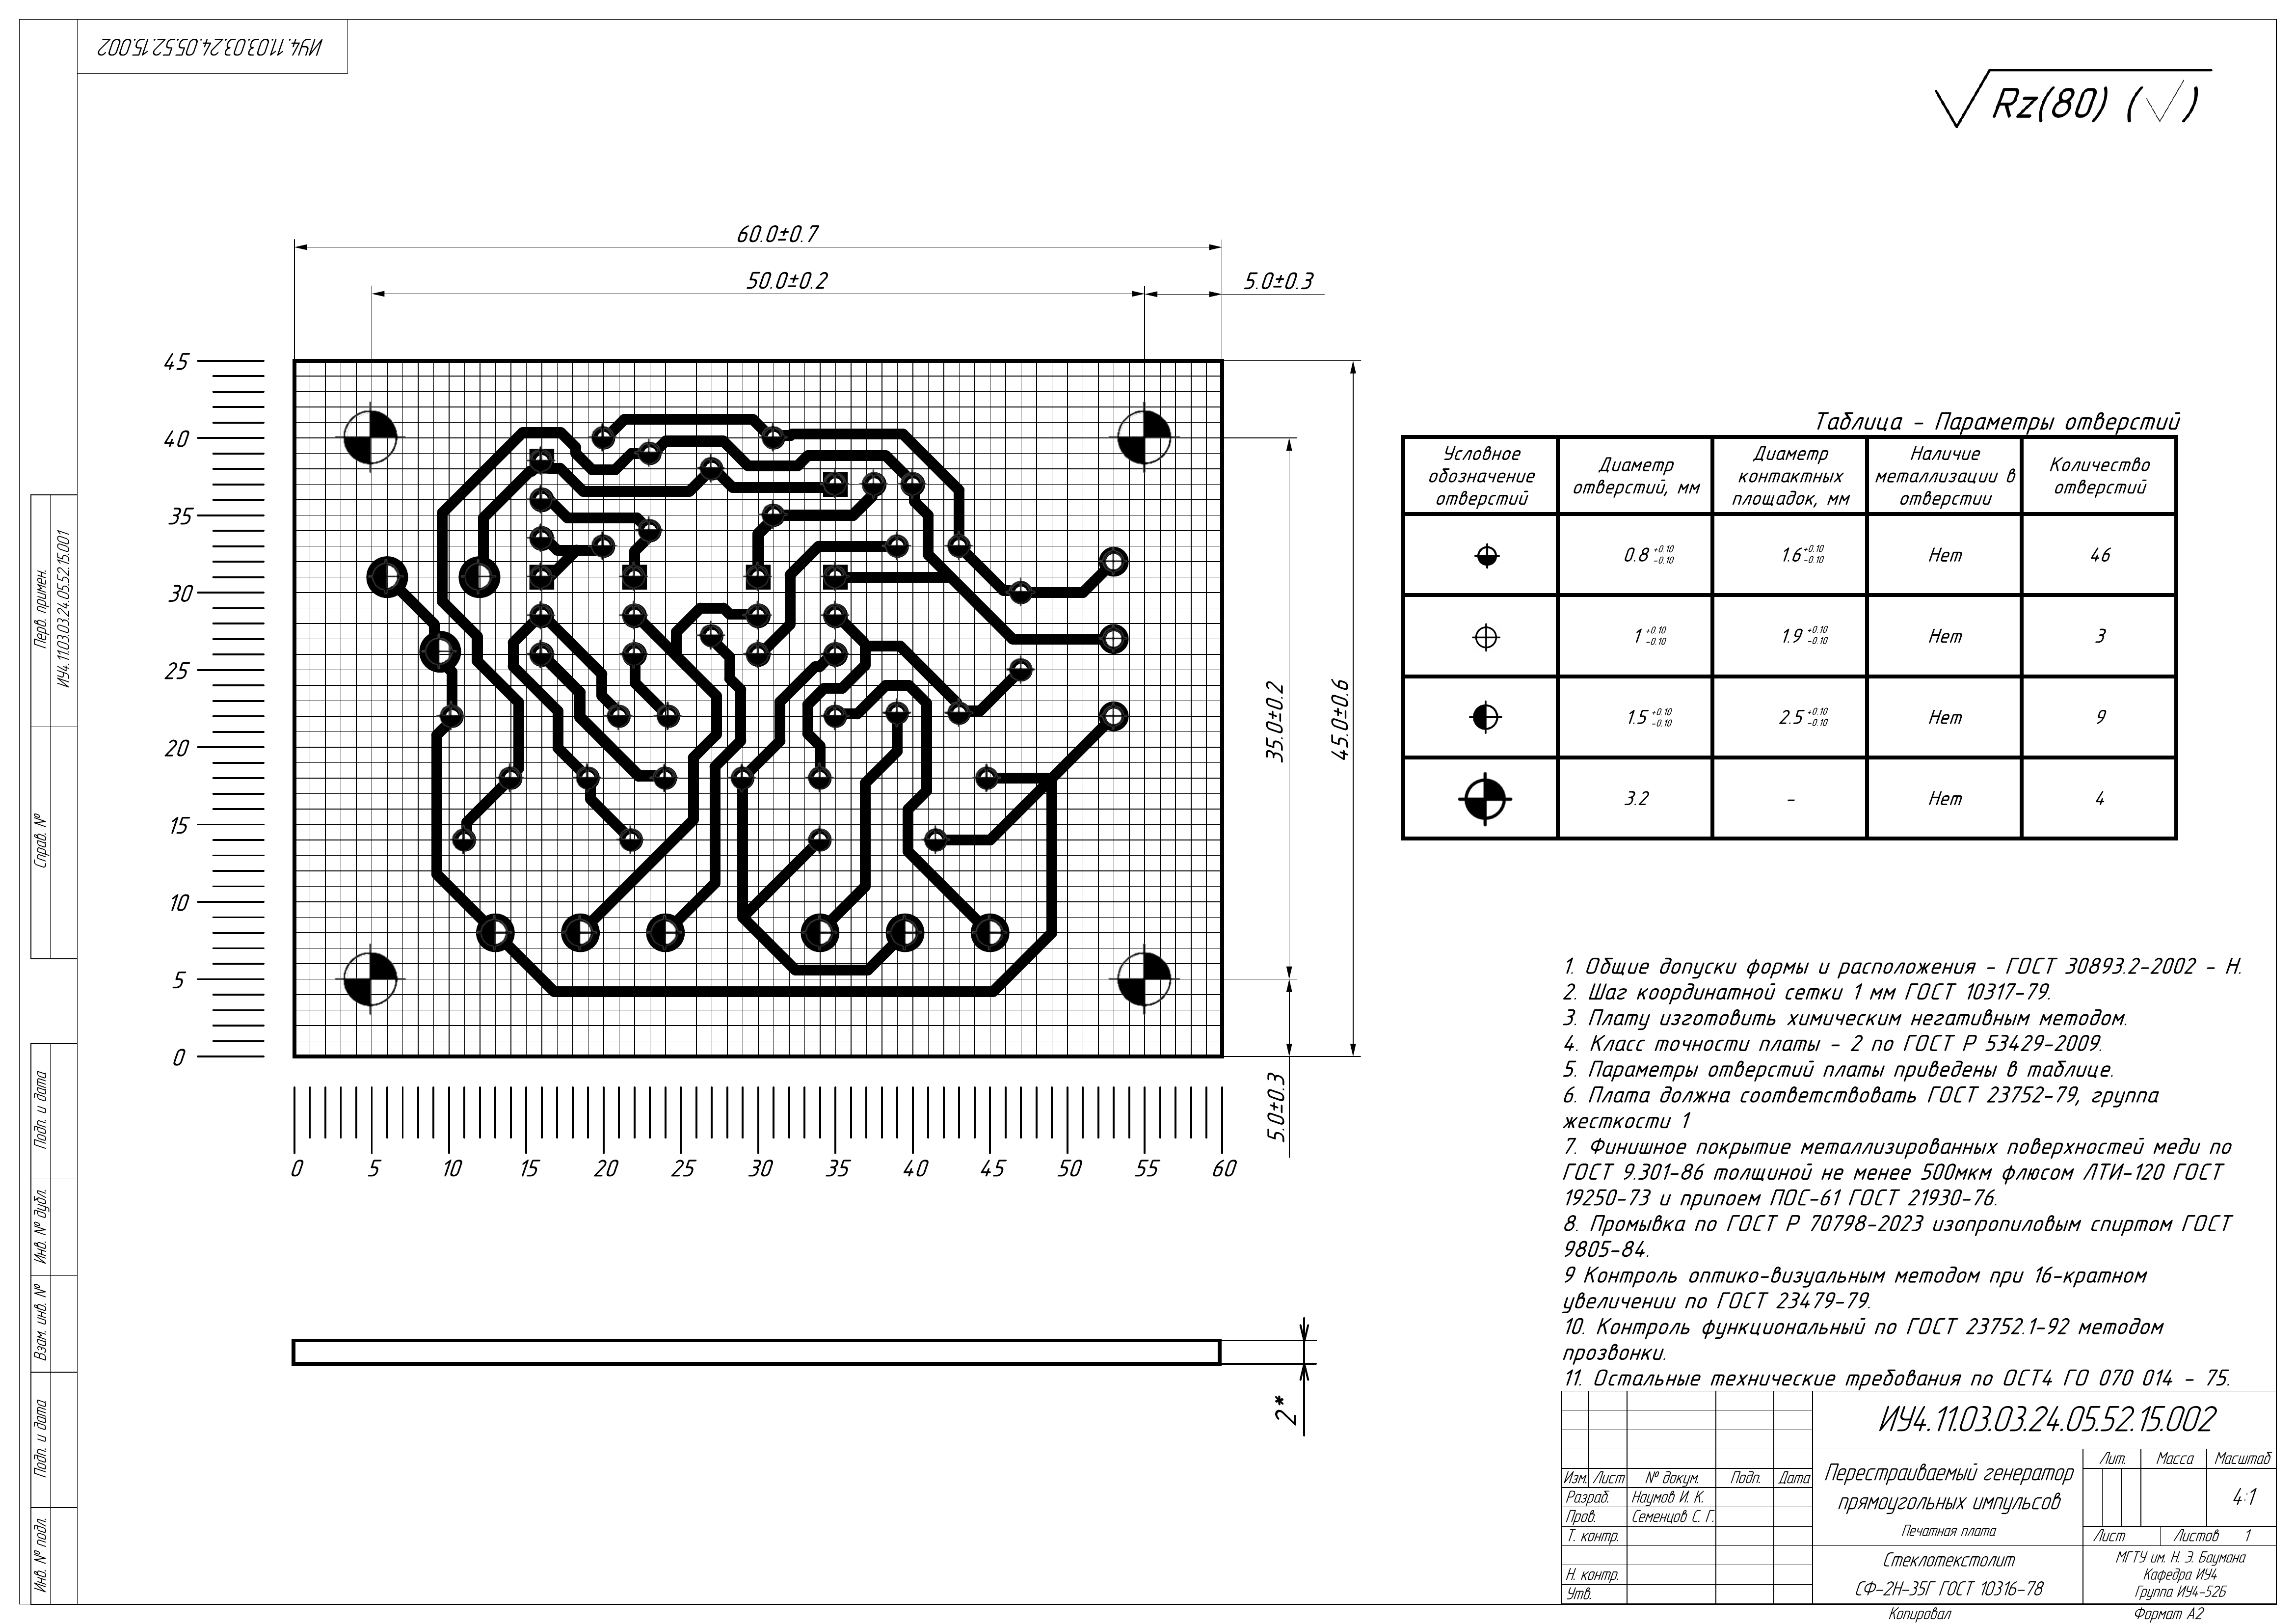 ИУ4.11.03.03.24.05.52.15.002
√Rz(80) (√)
60.0±0.7
50.0±0.2
5.0±0.3
45
40
35
30
25
20
15
10
5
0
0 5 10 15 20 25 30 35 40 45 50 55 60
35.0±0.2
45.0±0.6
5.0±0.3
2*
Таблица - Параметры отверстий
Условное обозначение отверстий
Диаметр отверстий, мм
Диаметр контактных площадок, мм
Наличие металлизации в отверстии
Количество отверстий
0.8 +0.10 -0.10 1.6 +0.10 -0.10 Нет 46
1 +0.10 -0.10 1.9 +0.10 -0.10 Нет 3
1.5 +0.10 -0.10 2.5 +0.10 -0.10 Нет 9
3.2 - Нет 4
1. Общие допуски формы и расположения - ГОСТ 30893.2-2002 - Н.
2. Шаг координатной сетки 1 мм ГОСТ 10317-79.
3. Плату изготовить химическим негативным методом.
4. Класс точности платы - 2 по ГОСТ Р 53429-2009.
5. Параметры отверстий платы приведены в таблице.
6. Плата должна соответствовать ГОСТ 23752-79, группа
жесткости 1
7. Финишное покрытие металлизированных поверхностей меди по
ГОСТ 9.301-86 толщиной не менее 500мкм флюсом ЛТИ-120 ГОСТ
19250-73 и припоем ПОС-61 ГОСТ 21930-76.
8. Промывка по ГОСТ Р 70798-2023 изопропиловым спиртом ГОСТ
9805-84.
9 Контроль оптико-визуальным методом при 16-кратном
увеличении по ГОСТ 23479-79.
10. Контроль функциональный по ГОСТ 23752.1-92 методом
прозвонки.
11. Остальные технические требования по ОСТ4 ГО 070 014 - 75.
Перв. примен.
ИУ4.11.03.03.24.05.52.15.001
Справ. №
Подп. и дата
Инв. № дубл.
Взам. инв. №
Подп. и дата
Инв. № подл.
ИУ4.11.03.03.24.05.52.15.002
Изм. Лист № докум. Подп. Дата
Разраб. Наумов И. К.
Пров. Семенцов С. Г.
Т. контр.
Н. контр.
Утв.
Перестраиваемый генератор
прямоугольных импульсов
Печатная плата
Лит. Масса Масштаб
4:1
Лист Листов 1
Стеклотекстолит
СФ-2Н-35Г ГОСТ 10316-78
МГТУ им. Н. Э. Баумана
Кафедра ИУ4
Группа ИУ4-52Б
Копировал Формат А2